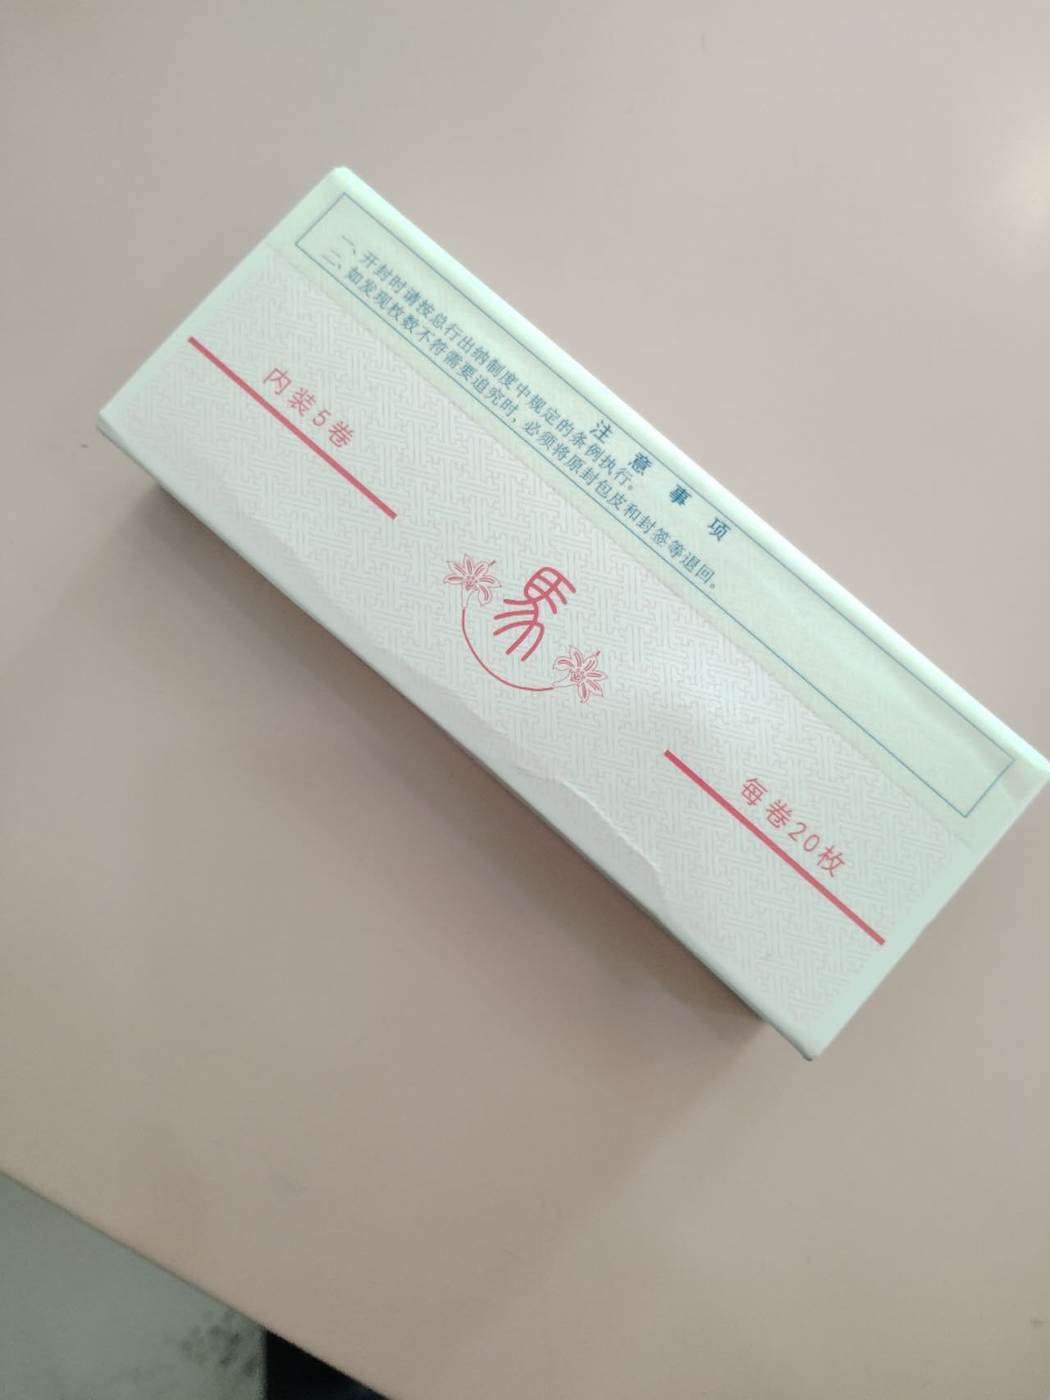 注意事项
一、开封时请按总行出纳制度中规定的条例执行。
二、如发现枚数不符需要追究时，必须将原封包皮和封签等退回。
内装5卷
馬
每卷20枚